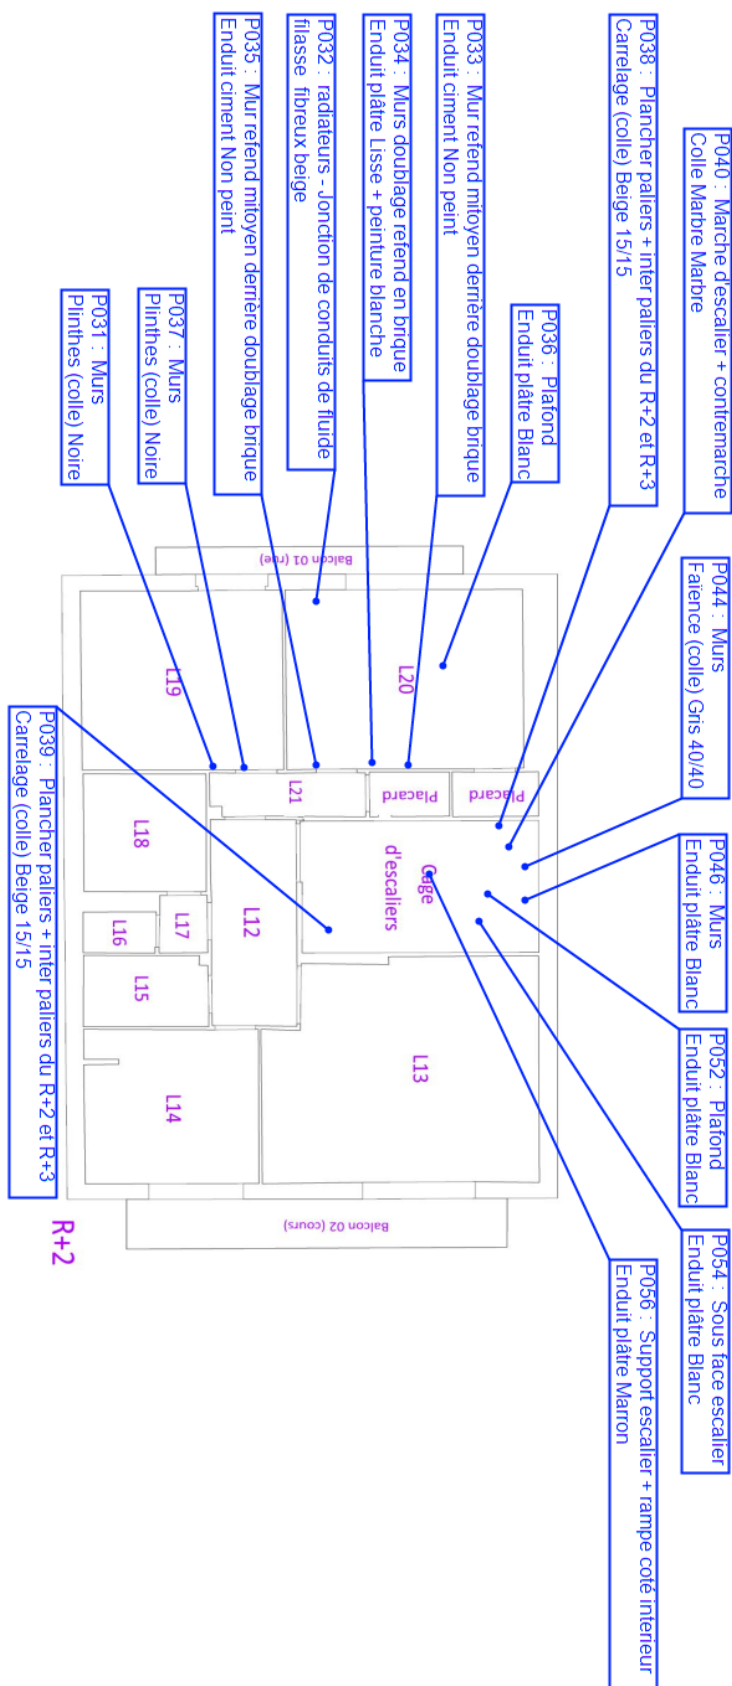 P040 : Marche d'escalier + contremarche
Colle Marbre Marbre
P044 : Murs
Faïence (colle) Gris 40/40
P046 : Murs
Enduit plâtre Blanc
P052 : Plafond
Enduit plâtre Blanc
P054 : Sous face escalier
Enduit plâtre Blanc
P038 : Plancher paliers + inter paliers du R+2 et R+3
Carrelage (colle) Beige 15/15
P056 : Support escalier + rampe coté interieur
Enduit plâtre Marron
P036 : Plafond
Enduit plâtre Blanc
P033 : Mur refend mitoyen derrière doublage brique
Enduit ciment Non peint
P034 : Murs doublage refend en brique
Enduit plâtre Lisse + peinture blanche
P032 : radiateurs - Jonction de conduits de fluide
filasse fibreux beige
P035 : Mur refend mitoyen derrière doublage brique
Enduit ciment Non peint
P037 : Murs
Plinthes (colle) Noire
P031 : Murs
Plinthes (colle) Noire
P039 : Plancher paliers + inter paliers du R+2 et R+3
Carrelage (colle) Beige 15/15
Balcon 01 (rue)
L20
L19
Placard
Placard
L21
Cage
d'escaliers
L18
L12
L17
L16
L15
L13
L14
Balcon 02 (cours)
R+2